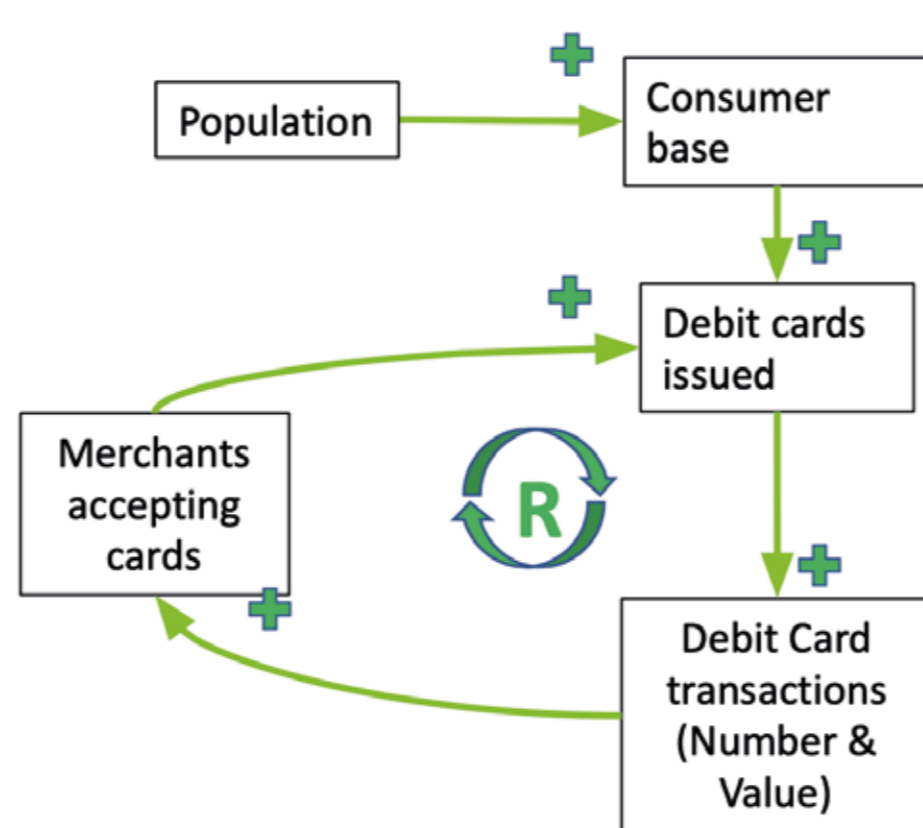 Population
Consumer
base
Debit cards
issued
Merchants
accepting
cards
R
Debit Card
transactions
(Number &
Value)